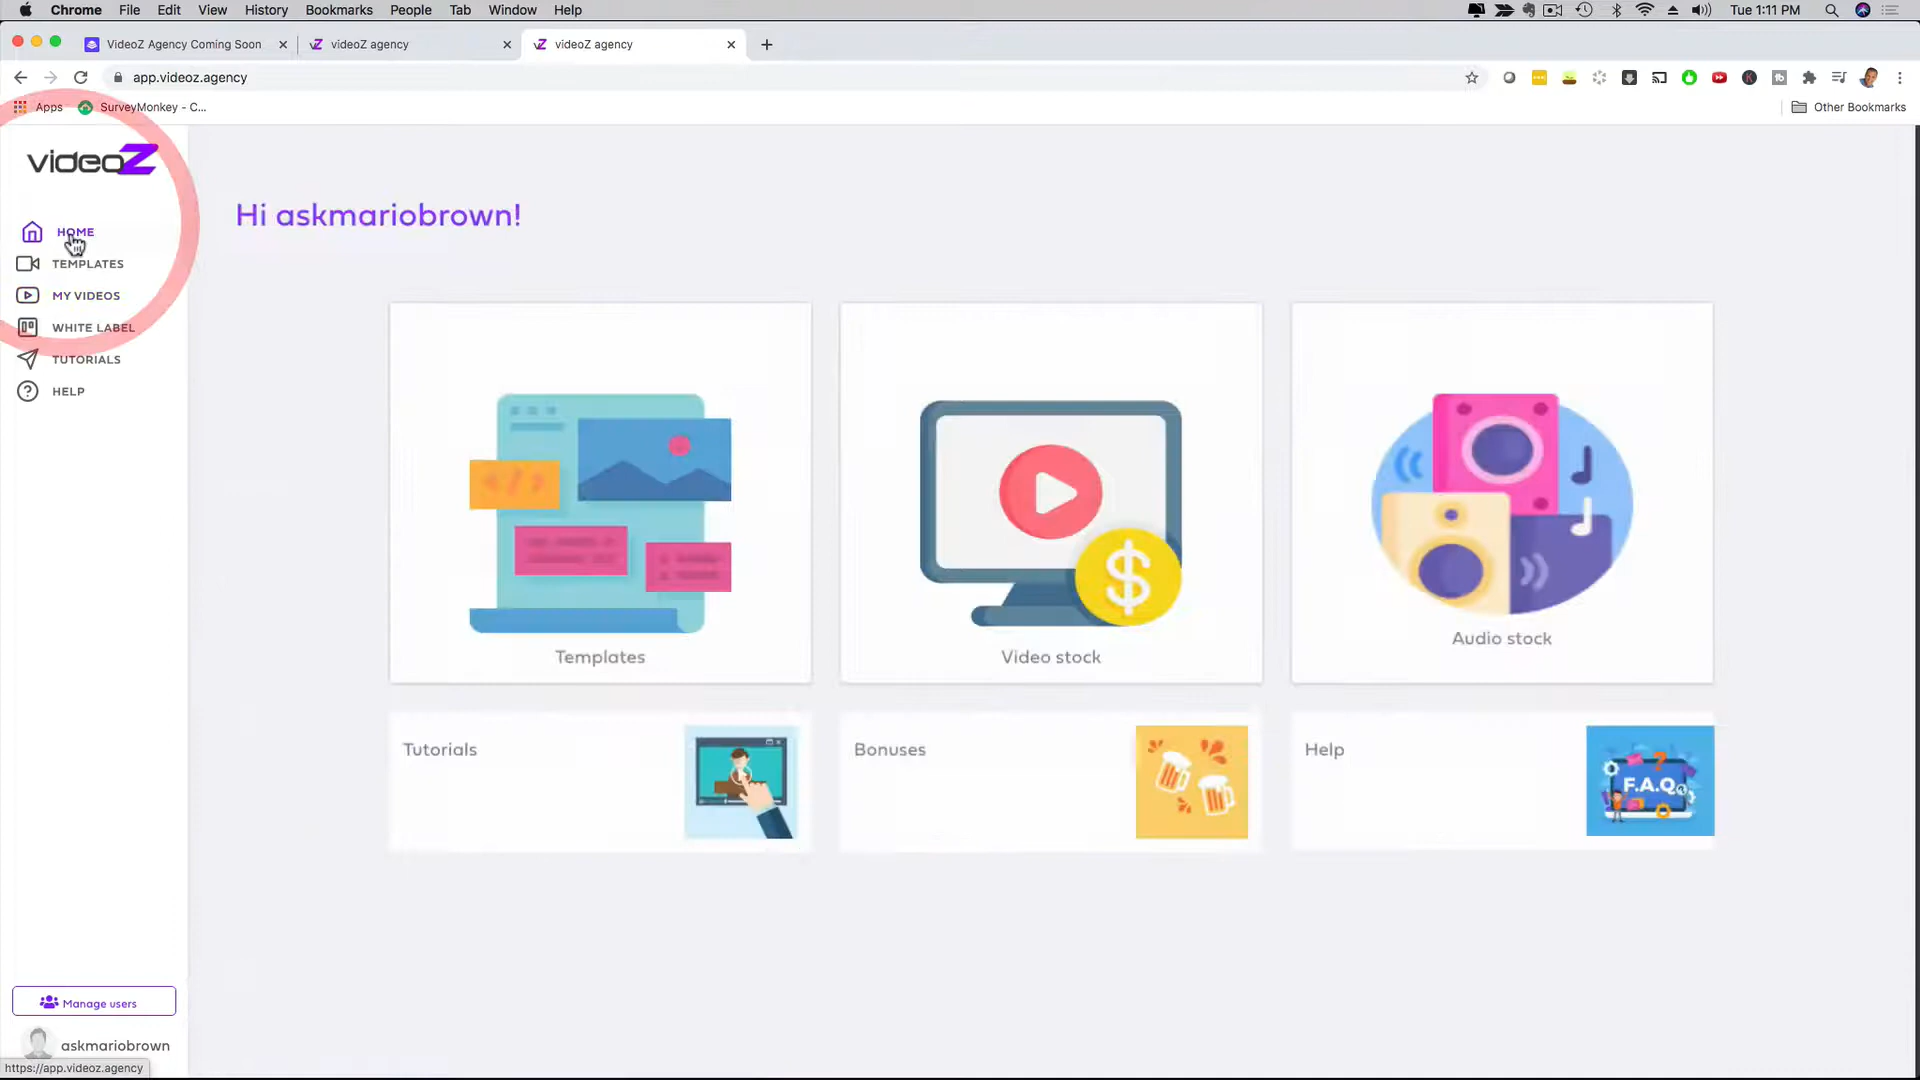 Chrome File Edit View History Bookmarks People Tab Window Help Tue 1:11 PM
VideoZ Agency Coming Soon videoZ agency videoZ agency
app.videoz.agency
Apps SurveyMonkey - C... Other Bookmarks
videoZ
HOME
TEMPLATES
MY VIDEOS
WHITE LABEL
TUTORIALS
HELP
Hi askmariobrown!
Templates
Video stock
Audio stock
Tutorials
Bonuses
Help
F.A.Q
Manage users
askmariobrown
https://app.videoz.agency